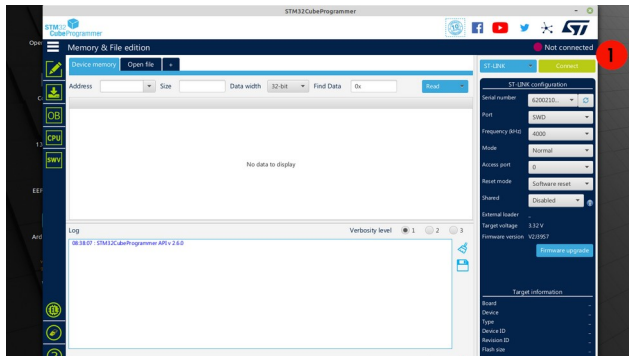 STM32CubeProgrammer
STM32
CubeProgrammer
Memory & File edition
Not connected
1
Device memory Open file +
ST-LINK Connect
Address Size Data width 32-bit Find Data 0x Read
ST-LINK configuration
Serial number 6200210...
Port SWD
OB
Frequency (kHz) 4000
CPU
Mode Normal
SWV
No data to display
Access port 0
Reset mode Software reset
Shared Disabled
External loader _
Log Verbosity level 1 2 3
Target voltage 3.32 V
08:38:07 : STM32CubeProgrammer API v 2.6.0
Firmware version V2J39S7
Firmware upgrade
Target information
Board _
Device _
Type _
Device ID _
Revision ID _
Flash size _